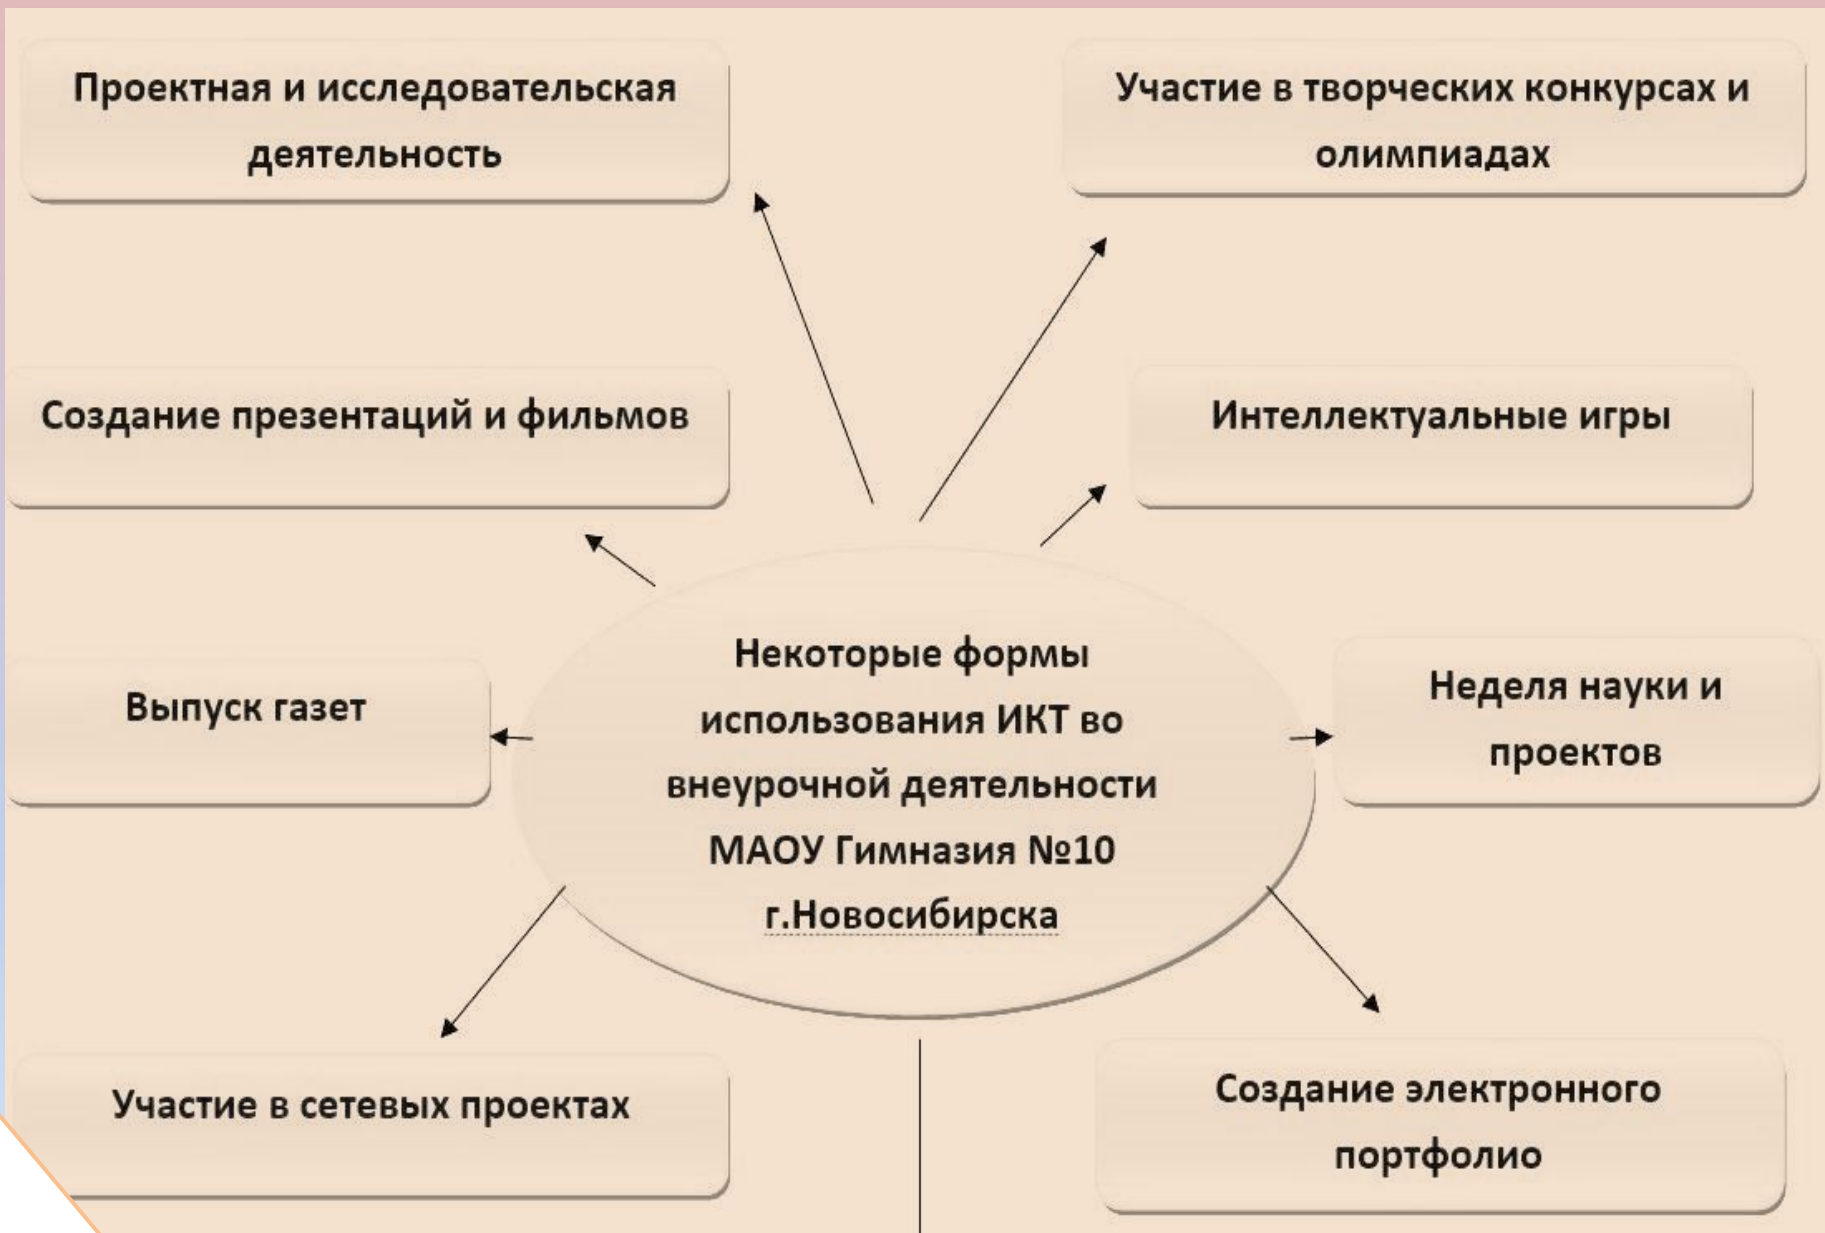 Проектная и исследовательская
деятельность
Участие в творческих конкурсах и
олимпиадах
Создание презентаций и фильмов
Интеллектуальные игры
Некоторые формы
использования ИКТ во
внеурочной деятельности
МАОУ Гимназия №10
г.Новосибирска
Выпуск газет
Неделя науки и
проектов
Участие в сетевых проектах
Создание электронного
портфолио